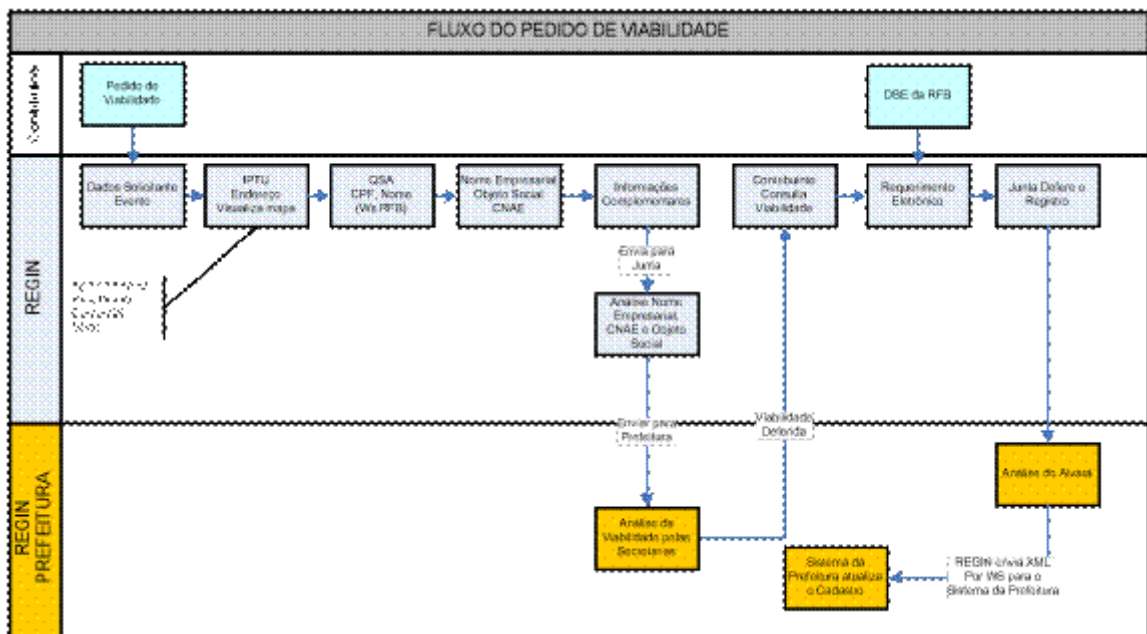 FLUXO DO PEDIDO DE VIABILIDADE
Pedido de
Viabilidade
DBE da RFB
REGIN
Dados Solicitante
Evento
IPTU
Endereço
Visualiza mapa
QSA
CPF, Nome
(Ws RFB)
Nome Empresarial
Objeto Social
CNAE
Informações
Complementares
Contribuinte
Consulta
Viabilidade
Requerimento
Eletrônico
Junta Defere o
Registro
Envia para
Junta
Análise Nome
Empresarial,
CNAE e Objeto
Social
Enviar para
Prefeitura
Viabilidade
Deferida
REGIN
PREFEITURA
Análise da
Viabilidade pelas
Secretarias
Análise do Alvará
REGIN envia XML
Por WS para o
Sistema da Prefeitura
Sistema da
Prefeitura atualiza
o Cadastro